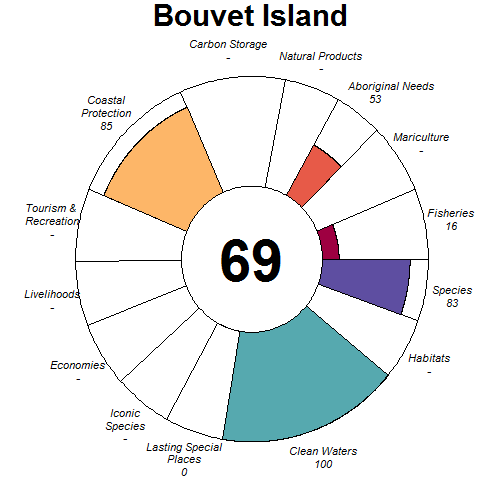 Bouvet Island
Carbon Storage
-
Natural Products
-
Aboriginal Needs
53
Mariculture
-
Fisheries
16
Species
83
Habitats
-
Clean Waters
100
Lasting Special
Places
0
Iconic
Species
-
Economies
-
Livelihoods
-
Tourism &
Recreation
-
Coastal
Protection
85
69